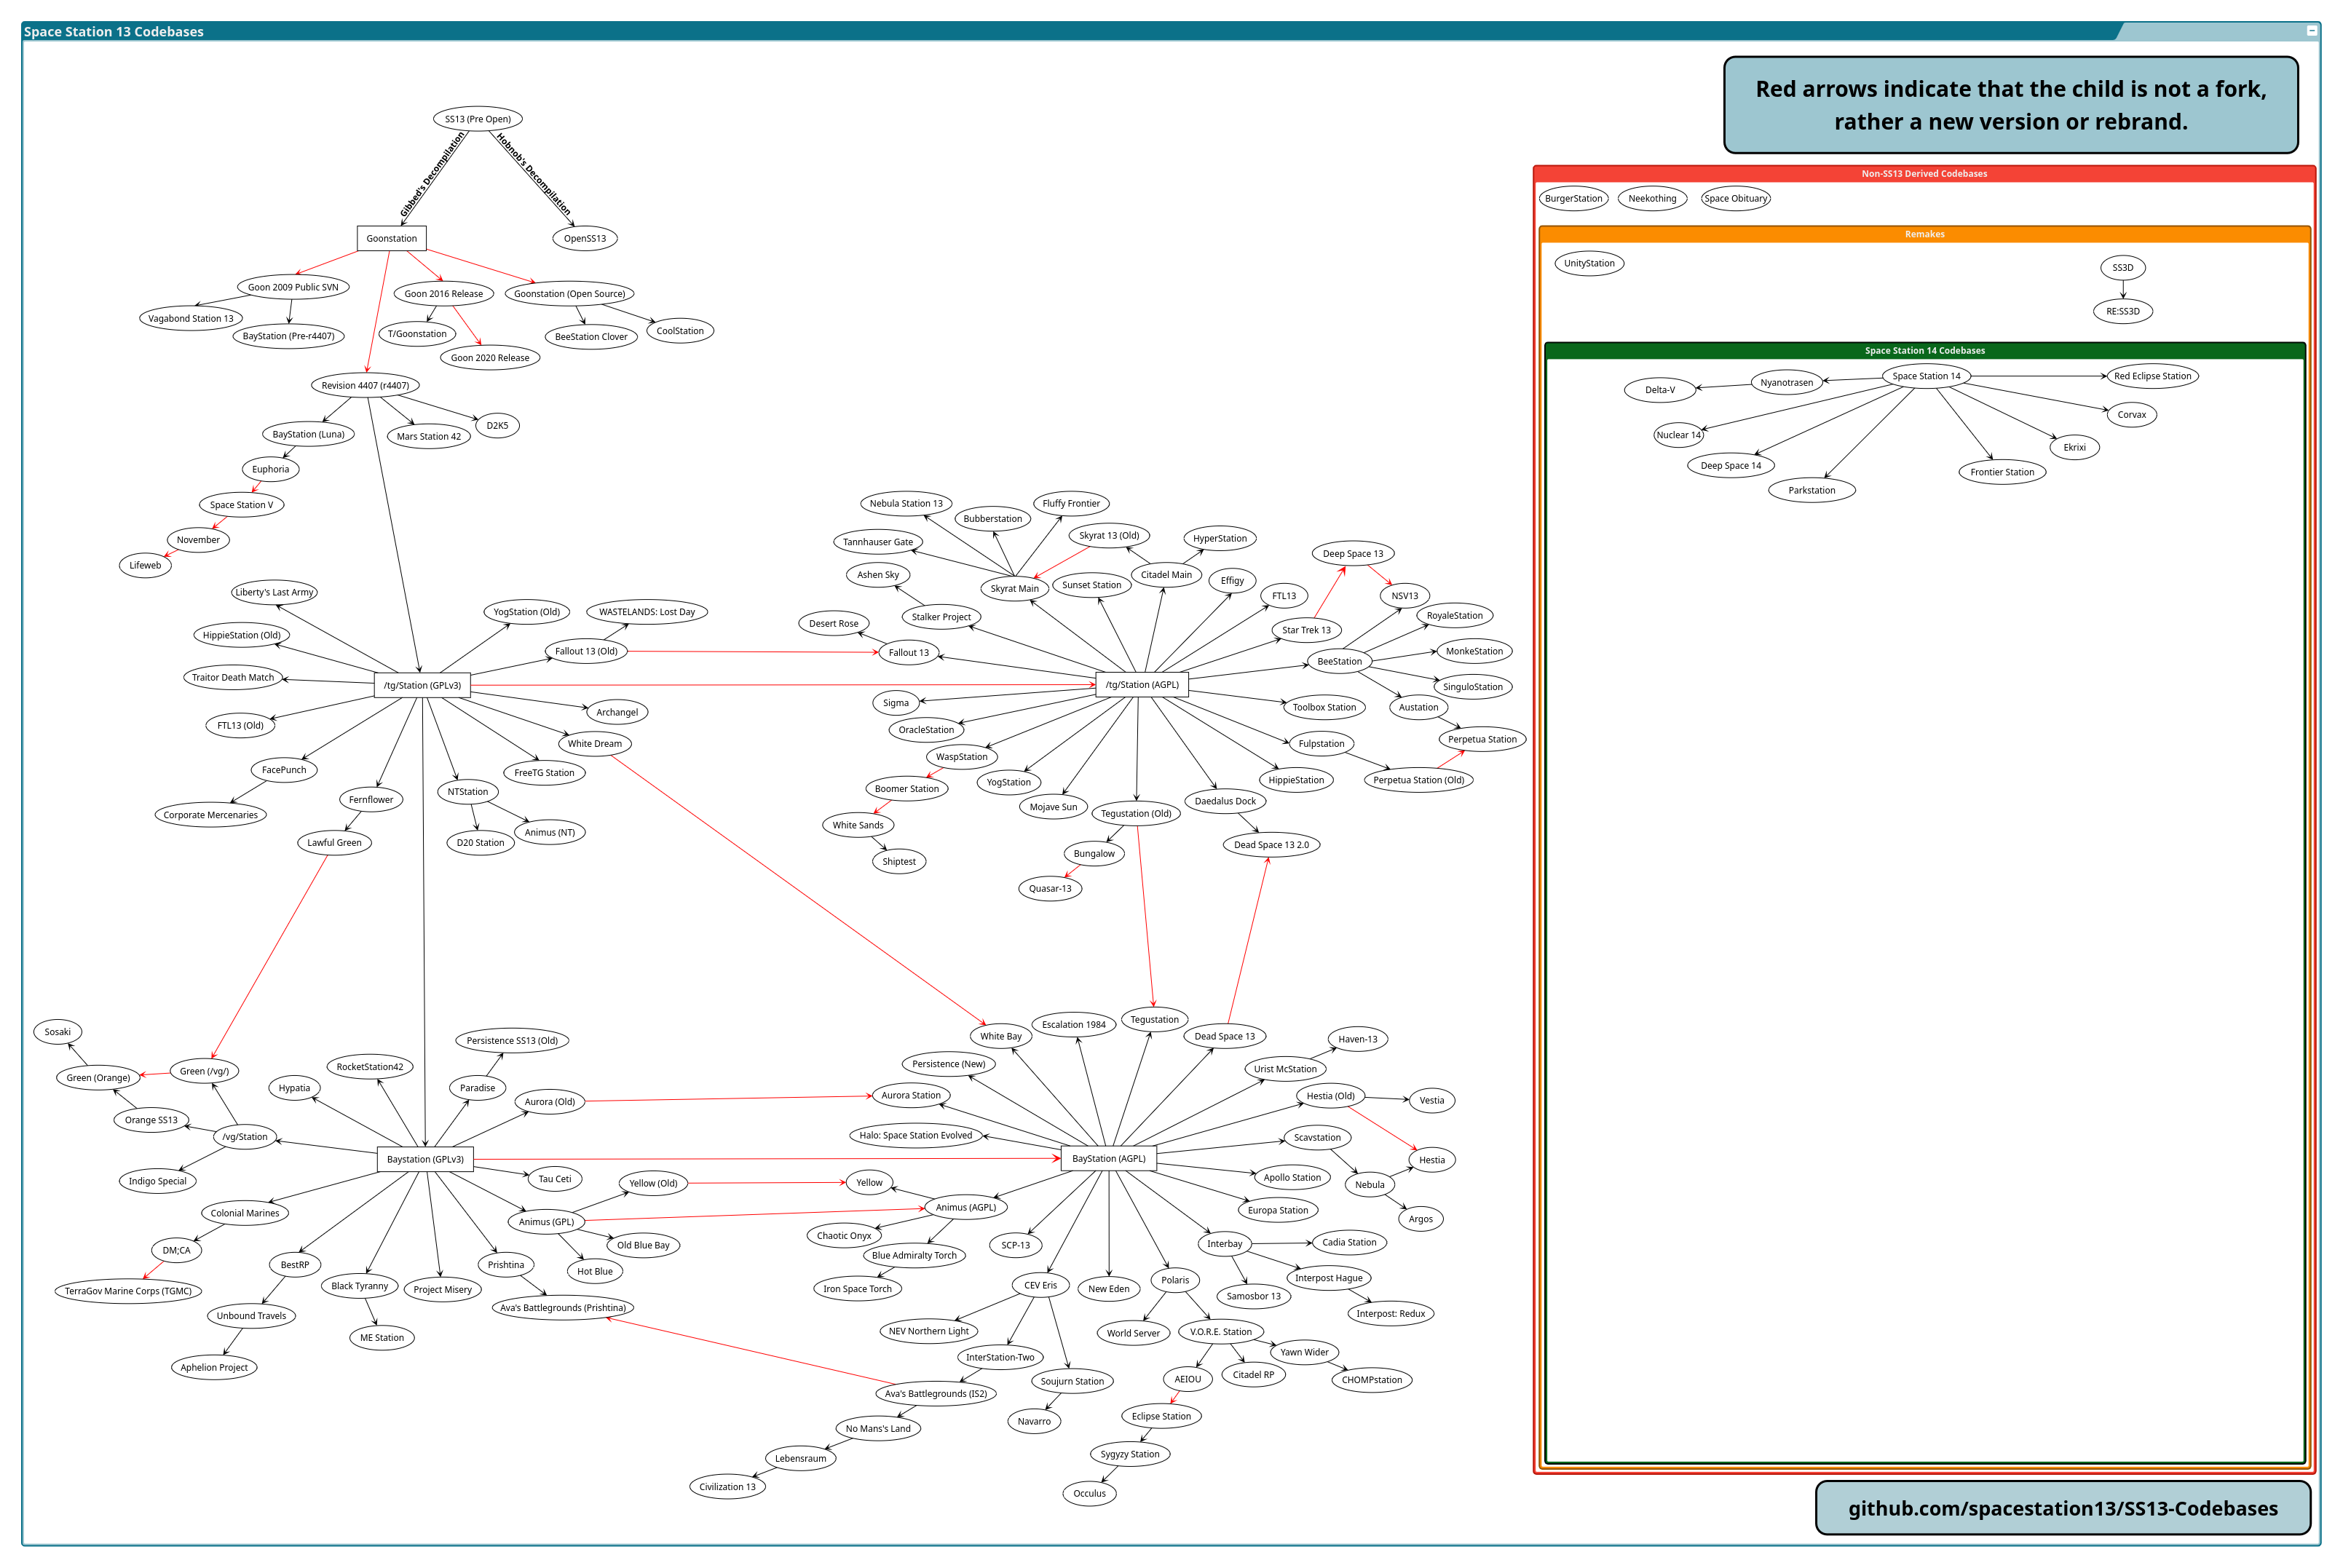 Space Station 13 Codebases
Red arrows indicate that the child is not a fork,
rather a new version or rebrand.
SS13 (Pre Open)
Gibbed's Decompilation
Hobnob's Decompilation
Goonstation
OpenSS13
Goon 2009 Public SVN
Goon 2016 Release
Goonstation (Open Source)
Vagabond Station 13
BayStation (Pre-r4407)
T/Goonstation
BeeStation Clover
CoolStation
Goon 2020 Release
Revision 4407 (r4407)
BayStation (Luna)
Mars Station 42
D2K5
Euphoria
Space Station V
November
Lifeweb
Liberty's Last Army
HippieStation (Old)
Traitor Death Match
FTL13 (Old)
FacePunch
Corporate Mercenaries
YogStation (Old)
WASTELANDS: Lost Day
Fallout 13 (Old)
/tg/Station (GPLv3)
Archangel
White Dream
FreeTG Station
NTStation
D20 Station
Animus (NT)
Fernflower
Lawful Green
Nebula Station 13
Bubberstation
Fluffy Frontier
Tannhauser Gate
Skyrat 13 (Old)
HyperStation
Citadel Main
Ashen Sky
Skyrat Main
Sunset Station
Effigy
Stalker Project
Desert Rose
Fallout 13
FTL13
Star Trek 13
Deep Space 13
NSV13
RoyaleStation
BeeStation
MonkeStation
SinguloStation
Austation
Perpetua Station
/tg/Station (AGPL)
Toolbox Station
Fulpstation
Perpetua Station (Old)
HippieStation
Sigma
OracleStation
WaspStation
Boomer Station
White Sands
Shiptest
YogStation
Mojave Sun
Tegustation (Old)
Bungalow
Quasar-13
Daedalus Dock
Dead Space 13 2.0
Sosaki
Green (Orange)
Green (/vg/)
Orange SS13
/vg/Station
Indigo Special
Hypatia
RocketStation42
Persistence SS13 (Old)
Paradise
Aurora (Old)
Baystation (GPLv3)
Tau Ceti
Yellow (Old)
Animus (GPL)
Old Blue Bay
Hot Blue
Colonial Marines
DM;CA
TerraGov Marine Corps (TGMC)
BestRP
Unbound Travels
Aphelion Project
Black Tyranny
ME Station
Project Misery
Prishtina
Ava's Battlegrounds (Prishtina)
White Bay
Escalation 1984
Tegustation
Dead Space 13
Persistence (New)
Aurora Station
Halo: Space Station Evolved
Urist McStation
Haven-13
Hestia (Old)
Vestia
Scavstation
Hestia
Nebula
Argos
BayStation (AGPL)
Apollo Station
Europa Station
Yellow
Animus (AGPL)
Chaotic Onyx
Blue Admiralty Torch
Iron Space Torch
SCP-13
CEV Eris
New Eden
Polaris
Interbay
Cadia Station
Interpost Hague
Samosbor 13
Interpost: Redux
NEV Northern Light
InterStation-Two
Ava's Battlegrounds (IS2)
No Mans's Land
Lebensraum
Civilization 13
Soujurn Station
Navarro
World Server
V.O.R.E. Station
Yawn Wider
CHOMPstation
Citadel RP
AEIOU
Eclipse Station
Sygyzy Station
Occulus
Non-SS13 Derived Codebases
BurgerStation
Neekothing
Space Obituary
Remakes
UnityStation
SS3D
RE:SS3D
Space Station 14 Codebases
Space Station 14
Nyanotrasen
Delta-V
Red Eclipse Station
Corvax
Nuclear 14
Ekrixi
Deep Space 14
Frontier Station
Parkstation
github.com/spacestation13/SS13-Codebases